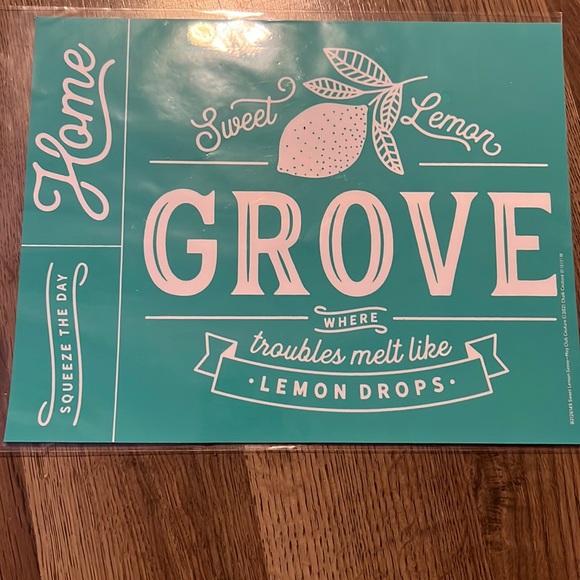 Home
SQUEEZE THE DAY
Sweet Lemon
GROVE
WHERE
troubles melt like
·LEMON DROPS·